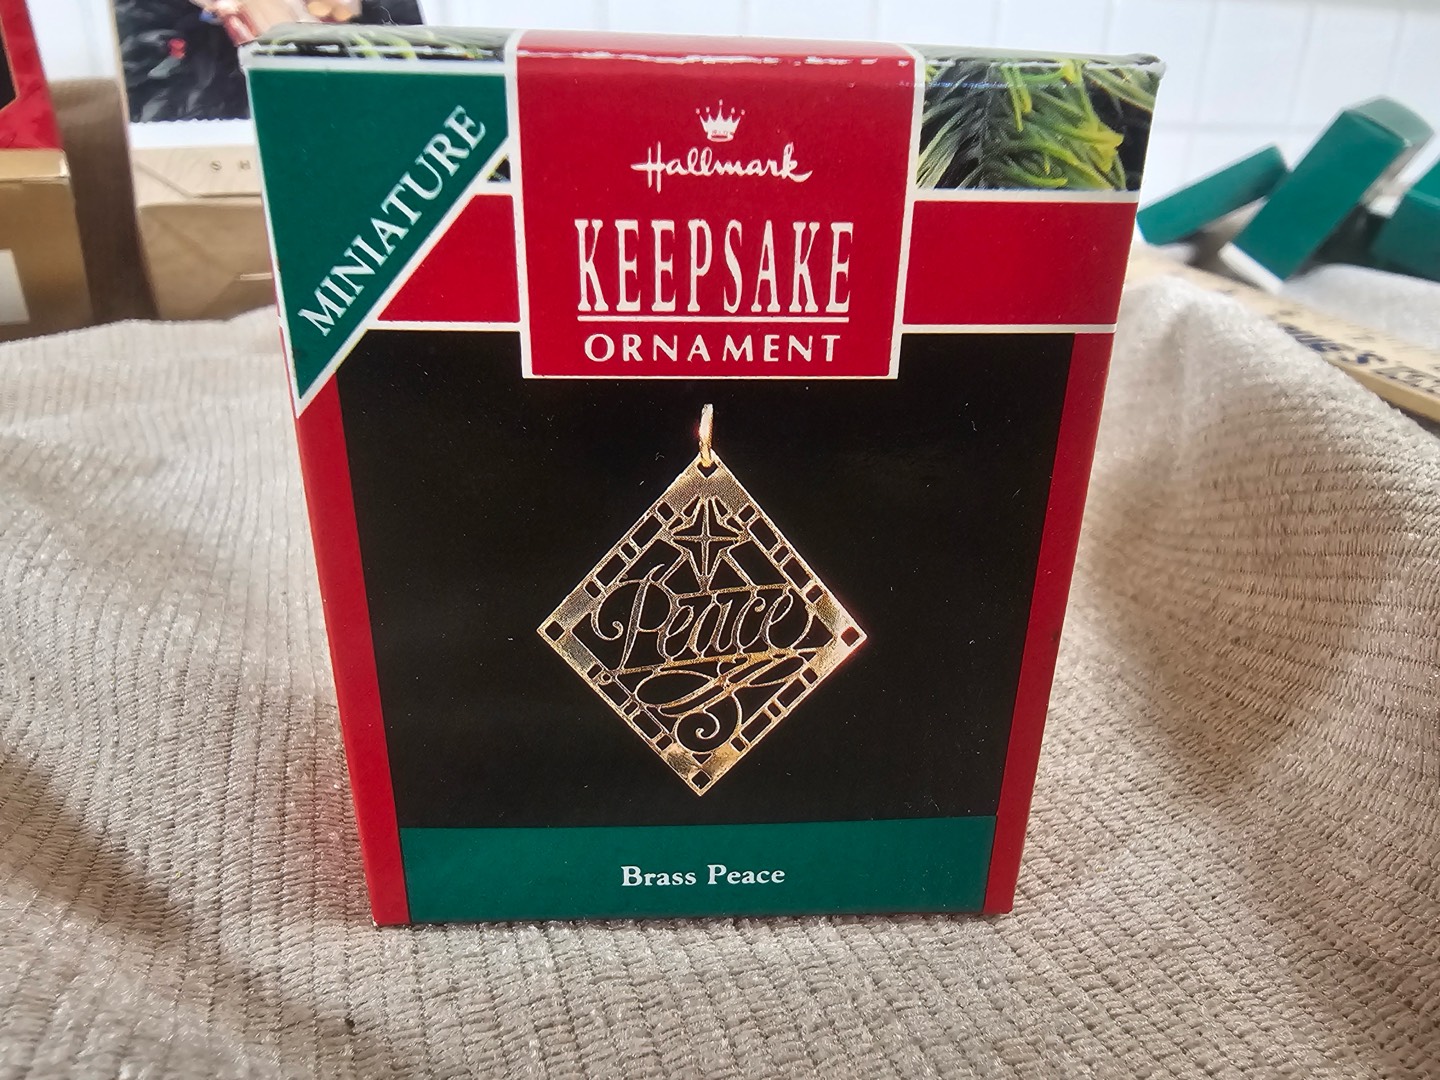 MINIATURE
Hallmark
KEEPSAKE
ORNAMENT
Peace
Brass Peace
S H